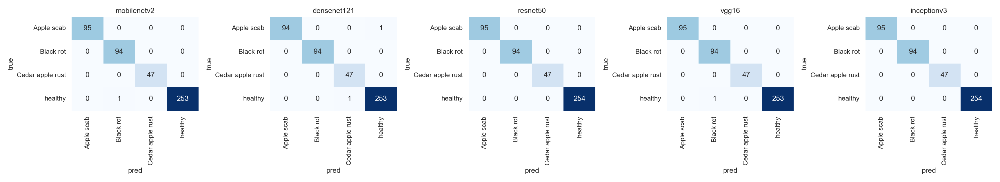 mobilenetv2
Apple scab 95 0 0 0
Black rot 0 94 0 0
Cedar apple rust 0 0 47 0
healthy 0 1 0 253
true
Apple scab
Black rot
Cedar apple rust
healthy
pred
densenet121
Apple scab 94 0 0 1
Black rot 0 94 0 0
Cedar apple rust 0 0 47 0
healthy 0 0 1 253
true
Apple scab
Black rot
Cedar apple rust
healthy
pred
resnet50
Apple scab 95 0 0 0
Black rot 0 94 0 0
Cedar apple rust 0 0 47 0
healthy 0 0 0 254
true
Apple scab
Black rot
Cedar apple rust
healthy
pred
vgg16
Apple scab 95 0 0 0
Black rot 0 94 0 0
Cedar apple rust 0 0 47 0
healthy 0 1 0 253
true
Apple scab
Black rot
Cedar apple rust
healthy
pred
inceptionv3
Apple scab 95 0 0 0
Black rot 0 94 0 0
Cedar apple rust 0 0 47 0
healthy 0 0 0 254
true
Apple scab
Black rot
Cedar apple rust
healthy
pred